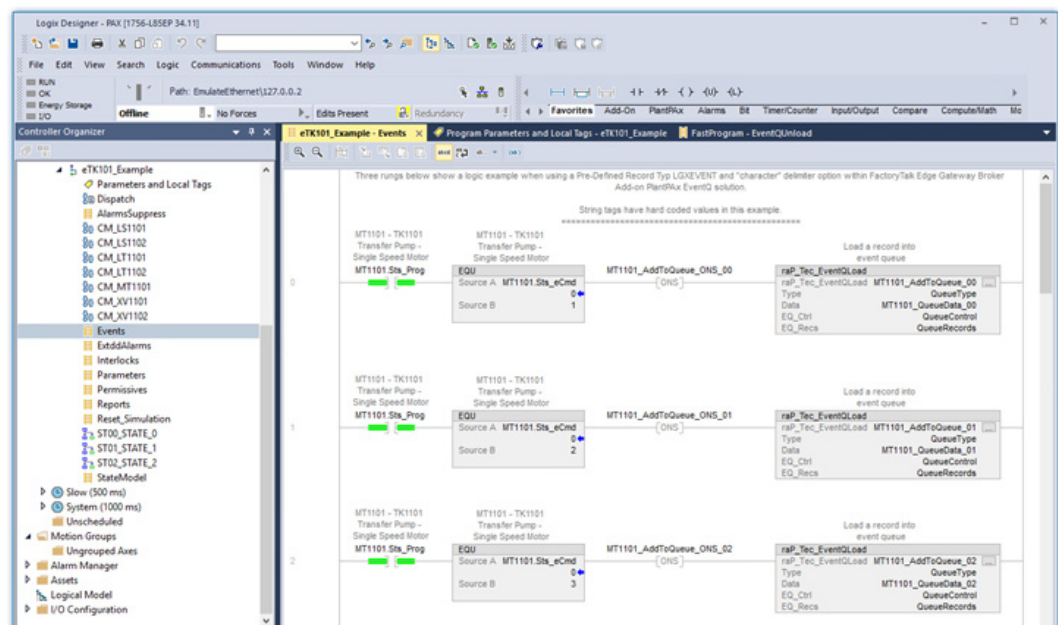 Logix Designer - PAX [1756-L85EP 34.11]
File Edit View Search Logic Communications Tools Window Help
RUN
OK
Energy Storage
I/O
Path: EmulateEthernet\127.0.0.2
Offline
No Forces
Edits Present
Redundancy
Favorites Add-On PlantPAx Alarms Bit Timer/Counter Input/Output Compare Compute/Math Mo
Controller Organizer
eTK101_Example - Events
Program Parameters and Local Tags - eTK101_Example
FastProgram - EventQUnload
eTK101_Example
Parameters and Local Tags
Dispatch
AlarmsSuppress
CM_LS1101
CM_LS1102
CM_LT1101
CM_LT1102
CM_MT1101
CM_XV1101
CM_XV1102
Events
ExtddAlarms
Interlocks
Parameters
Permissives
Reports
Reset_Simulation
ST00_STATE_0
ST01_STATE_1
ST02_STATE_2
StateModel
Slow (500 ms)
System (1000 ms)
Unscheduled
Motion Groups
Ungrouped Axes
Alarm Manager
Assets
Logical Model
I/O Configuration
Three rungs below show a logic example when using a Pre-Defined Record Typ LGXEVENT and "character" delimiter option within FactoryTalk Edge Gateway Broker
Add-on PlantPAx EventQ solution.
String tags have hard coded values in this example.
0
MT1101 - TK1101
Transfer Pump -
Single Speed Motor
MT1101.Sts_Prog
MT1101 - TK1101
Transfer Pump -
Single Speed Motor
EQU
Source A MT1101.Sts_eCmd
0
Source B 1
MT1101_AddToQueue_ONS_00
ONS
Load a record into
event queue
raP_Tec_EventQLoad
raP_Tec_EventQLoad MT1101_AddToQueue_00 ...
Type QueueType
Data MT1101_QueueData_00
EQ_Ctrl QueueControl
EQ_Recs QueueRecords
1
MT1101 - TK1101
Transfer Pump -
Single Speed Motor
MT1101.Sts_Prog
MT1101 - TK1101
Transfer Pump -
Single Speed Motor
EQU
Source A MT1101.Sts_eCmd
0
Source B 2
MT1101_AddToQueue_ONS_01
ONS
Load a record into
event queue
raP_Tec_EventQLoad
raP_Tec_EventQLoad MT1101_AddToQueue_01 ...
Type QueueType
Data MT1101_QueueData_01
EQ_Ctrl QueueControl
EQ_Recs QueueRecords
2
MT1101 - TK1101
Transfer Pump -
Single Speed Motor
MT1101.Sts_Prog
MT1101 - TK1101
Transfer Pump -
Single Speed Motor
EQU
Source A MT1101.Sts_eCmd
0
Source B 3
MT1101_AddToQueue_ONS_02
ONS
Load a record into
event queue
raP_Tec_EventQLoad
raP_Tec_EventQLoad MT1101_AddToQueue_02 ...
Type QueueType
Data MT1101_QueueData_02
EQ_Ctrl QueueControl
EQ_Recs QueueRecords